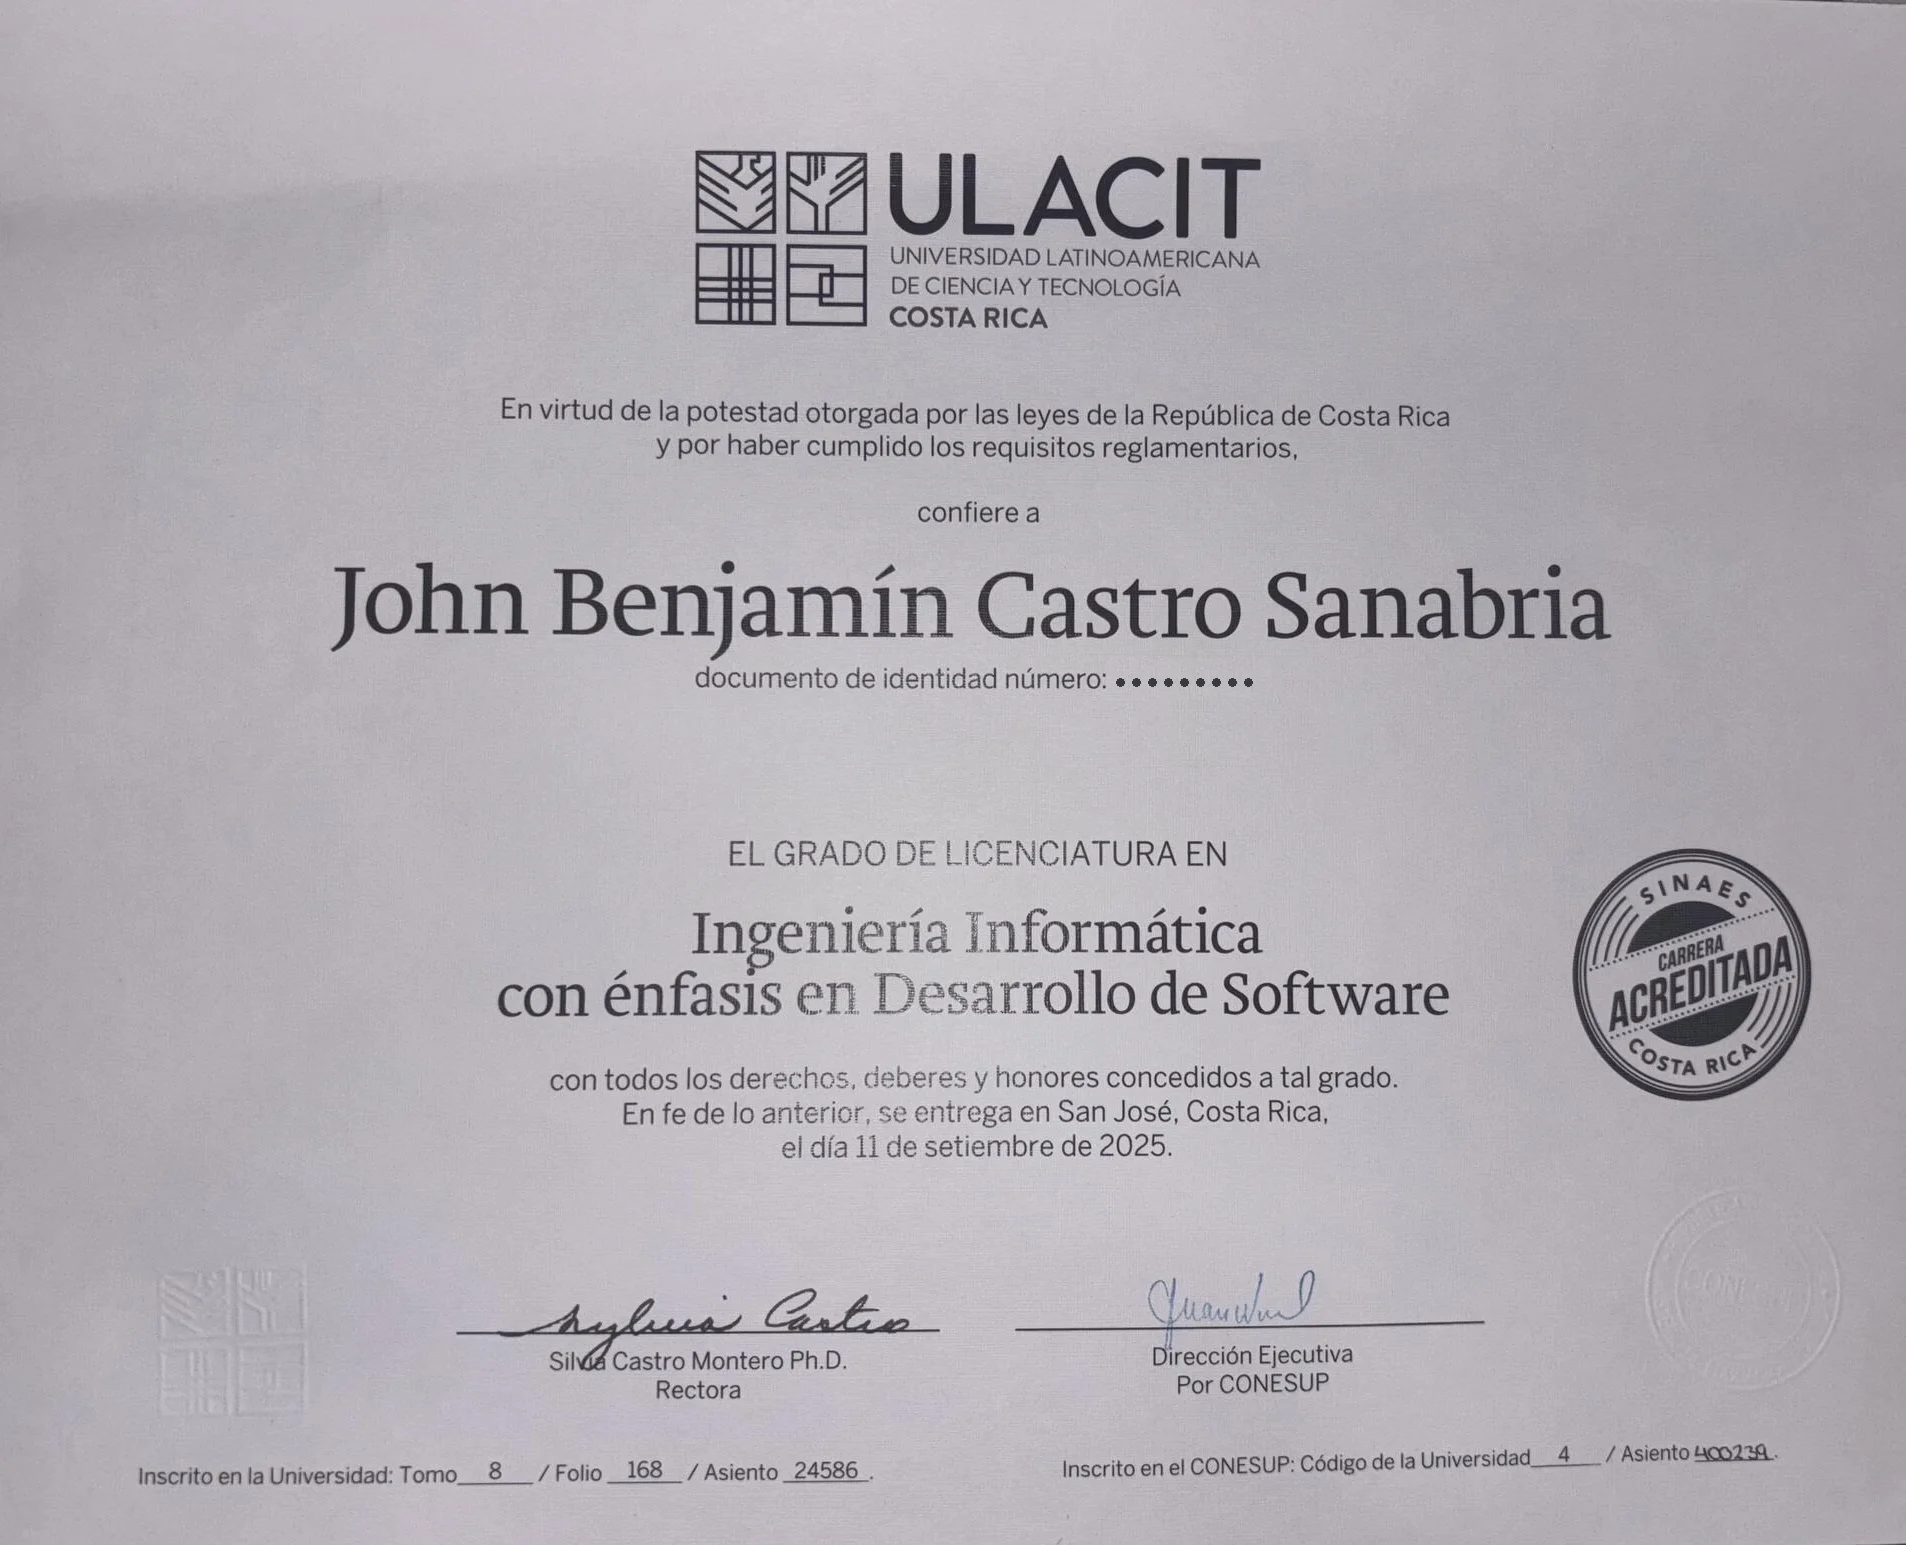 ULACIT
UNIVERSIDAD LATINOAMERICANA
DE CIENCIA Y TECNOLOGÍA
COSTA RICA
En virtud de la potestad otorgada por las leyes de la República de Costa Rica
y por haber cumplido los requisitos reglamentarios,
confiere a
John Benjamín Castro Sanabria
documento de identidad número: •••••••••
EL GRADO DE LICENCIATURA EN
Ingeniería Informática
con énfasis en Desarrollo de Software
SINAES
CARRERA
ACREDITADA
COSTA RICA
con todos los derechos, deberes y honores concedidos a tal grado.
En fe de lo anterior, se entrega en San José, Costa Rica,
el día 11 de setiembre de 2025.
Sylvia Castro
Silvia Castro Montero Ph.D.
Rectora
Dirección Ejecutiva
Por CONESUP
Inscrito en la Universidad: Tomo 8 / Folio 168 / Asiento 24586.
Inscrito en el CONESUP: Código de la Universidad 4 / Asiento 400239.